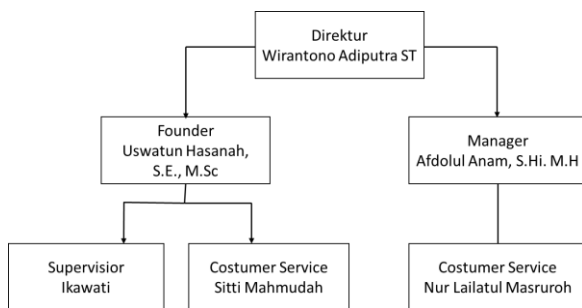 Direktur
Wirantono Adiputra ST
Founder
Uswatun Hasanah,
S.E., M.Sc
Manager
Afdolul Anam, S.Hi. M.H
Supervisior
Ikawati
Costumer Service
Sitti Mahmudah
Costumer Service
Nur Lailatul Masruroh